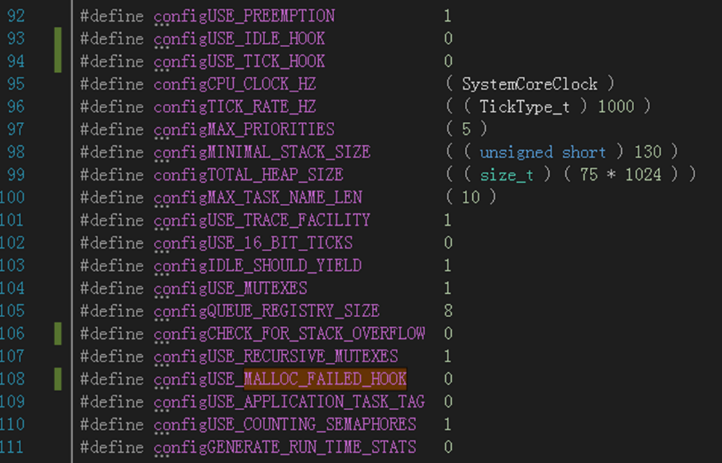 92 #define configUSE_PREEMPTION 1
93 #define configUSE_IDLE_HOOK 0
94 #define configUSE_TICK_HOOK 0
95 #define configCPU_CLOCK_HZ ( SystemCoreClock )
96 #define configTICK_RATE_HZ ( ( TickType_t ) 1000 )
97 #define configMAX_PRIORITIES ( 5 )
98 #define configMINIMAL_STACK_SIZE ( ( unsigned short ) 130 )
99 #define configTOTAL_HEAP_SIZE ( ( size_t ) ( 75 * 1024 ) )
100 #define configMAX_TASK_NAME_LEN ( 10 )
101 #define configUSE_TRACE_FACILITY 1
102 #define configUSE_16_BIT_TICKS 0
103 #define configIDLE_SHOULD_YIELD 1
104 #define configUSE_MUTEXES 1
105 #define configQUEUE_REGISTRY_SIZE 8
106 #define configCHECK_FOR_STACK_OVERFLOW 0
107 #define configUSE_RECURSIVE_MUTEXES 1
108 #define configUSE_MALLOC_FAILED_HOOK 0
109 #define configUSE_APPLICATION_TASK_TAG 0
110 #define configUSE_COUNTING_SEMAPHORES 1
111 #define configGENERATE_RUN_TIME_STATS 0